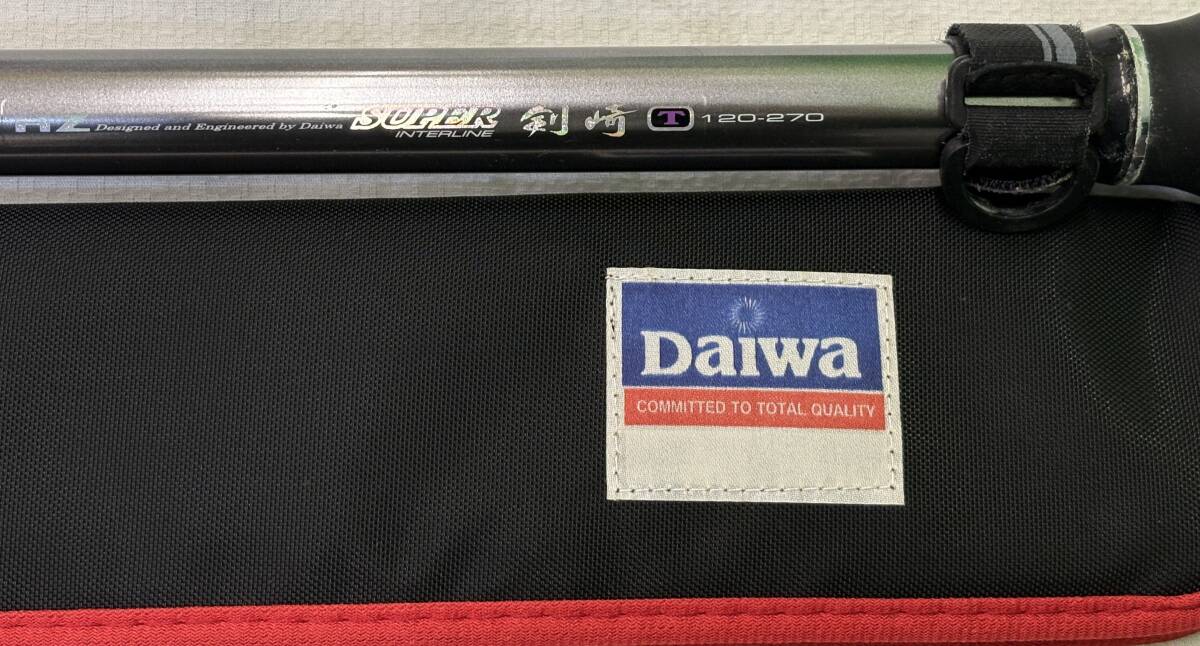 HZ Designed and Engineered by Daiwa SUPER INTERLINE 剣崎 T 120-270
Daiwa
COMMITTED TO TOTAL QUALITY